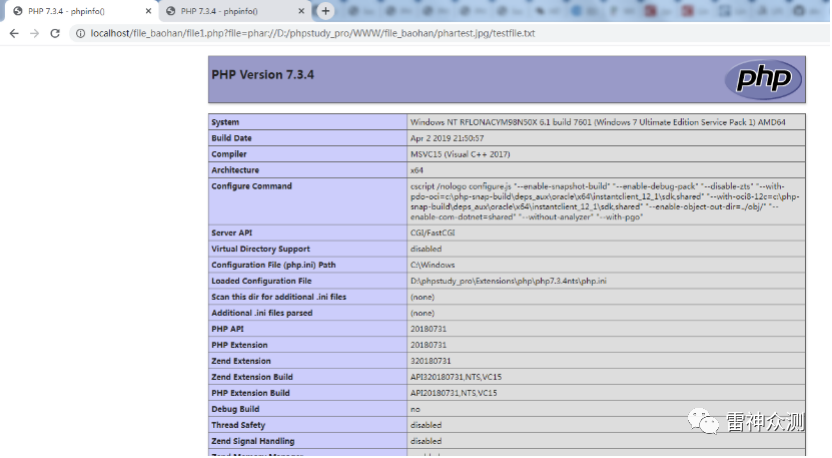 PHP 7.3.4 - phpinfo()
PHP 7.3.4 - phpinfo()
localhost/file_baohan/file1.php?file=phar://D:/phpstudy_pro/WWW/file_baohan/phartest.jpg/testfile.txt
PHP Version 7.3.4
php
System Windows NT RFLONACYM98NS0X 6.1 build 7601 (Windows 7 Ultimate Edition Service Pack 1) AMD64
Build Date Apr 2 2019 21:50:57
Compiler MSVC15 (Visual C++ 2017)
Architecture x64
Configure Command cscript /nologo configure.js "--enable-snapshot-build" "--enable-debug-pack" "--disable-zts" "--with-
pdo-oci=c:\php-snap-build\deps_aux\oracle\x64\instantclient_12_1\sdk,shared" "--with-oci8-12c=c:\php-
snap-build\deps_aux\oracle\x64\instantclient_12_1\sdk,shared" "--enable-object-out-dir=../obj/" "--
enable-com-dotnet=shared" "--without-analyzer" "--with-pgo"
Server API CGI/FastCGI
Virtual Directory Support disabled
Configuration File (php.ini) Path C:\Windows
Loaded Configuration File D:\phpstudy_pro\Extensions\php\php7.3.4nts\php.ini
Scan this dir for additional .ini files (none)
Additional .ini files parsed (none)
PHP API 20180731
PHP Extension 20180731
Zend Extension 320180731
Zend Extension Build API320180731,NTS,VC15
PHP Extension Build API20180731,NTS,VC15
Debug Build no
Thread Safety disabled
Zend Signal Handling disabled
雷神众测